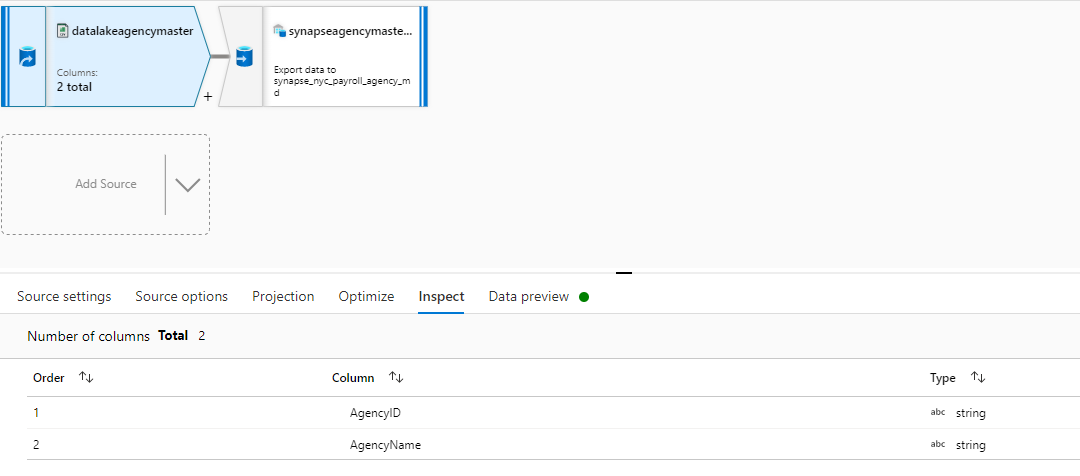 datalakeagencymaster
Columns:
2 total
+
synapseagencymaste...
Export data to
synapse_nyc_payroll_agency_m
d
Add Source
Source settings Source options Projection Optimize Inspect Data preview
Number of columns Total 2
Order Column Type
1 AgencyID abc string
2 AgencyName abc string